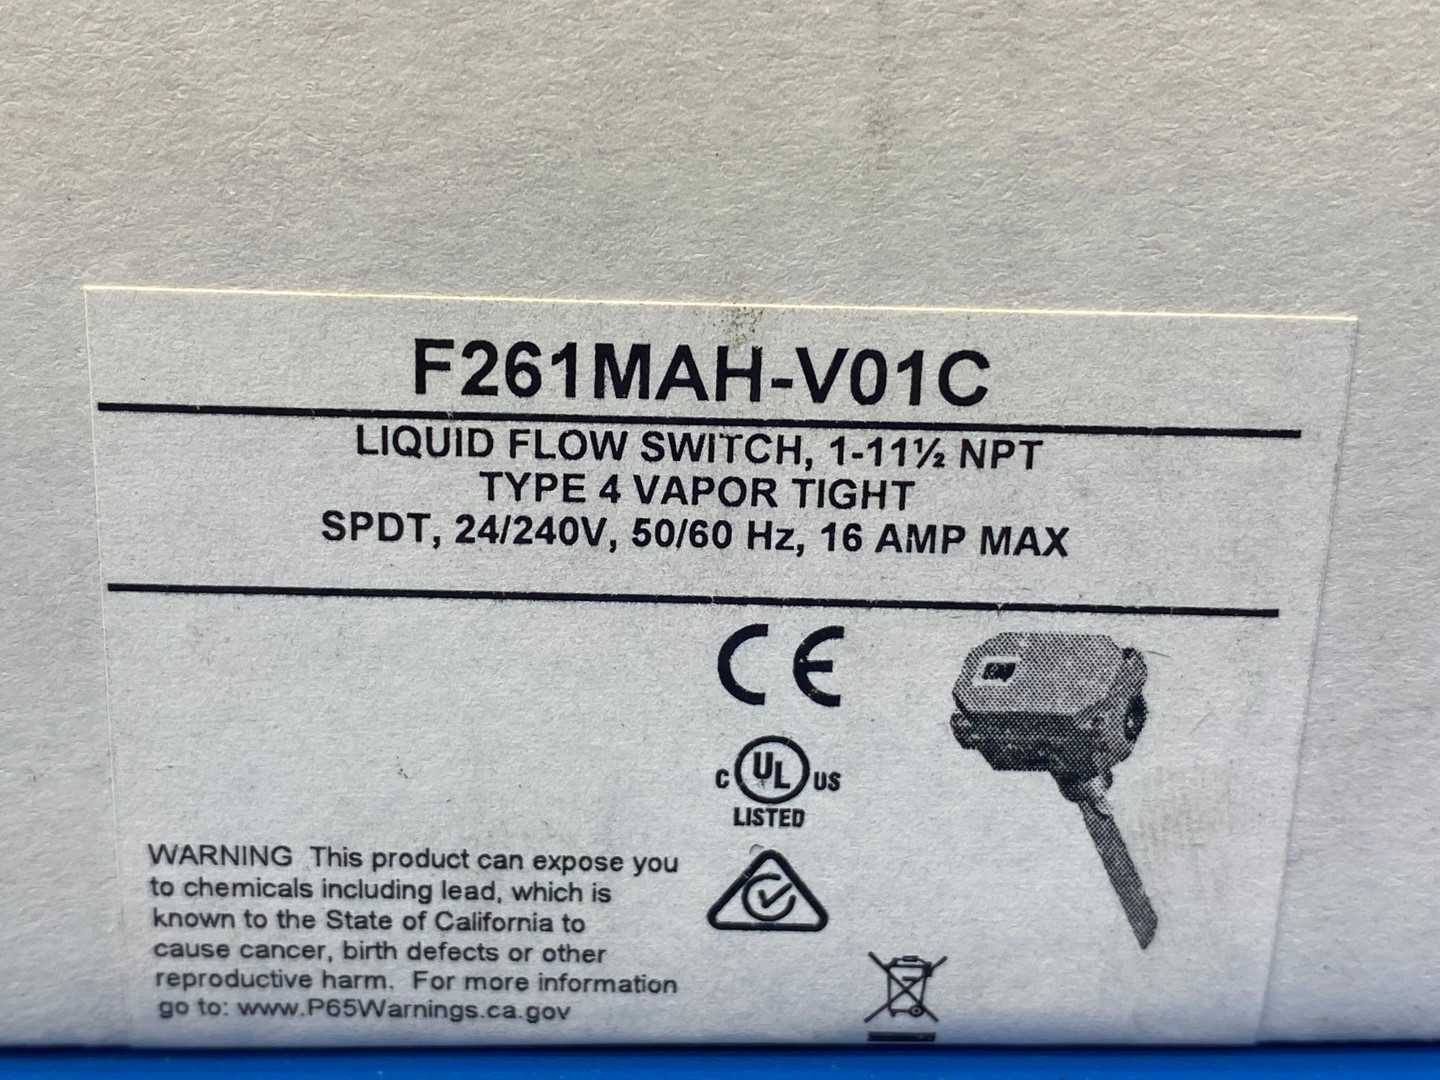 F261MAH-V01C
LIQUID FLOW SWITCH, 1-11½ NPT
TYPE 4 VAPOR TIGHT
SPDT, 24/240V, 50/60 Hz, 16 AMP MAX
CE
C UL US
LISTED
WARNING This product can expose you
to chemicals including lead, which is
known to the State of California to
cause cancer, birth defects or other
reproductive harm. For more information
go to: www.P65Warnings.ca.gov